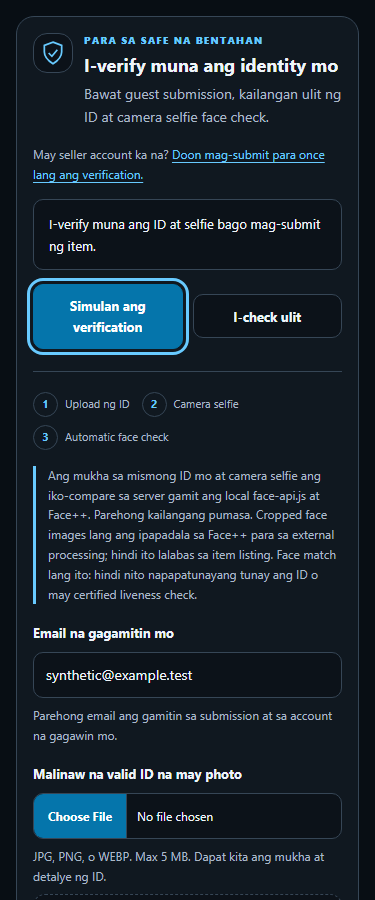 PARA SA SAFE NA BENTAHAN
I-verify muna ang identity mo
Bawat guest submission, kailangan ulit ng
ID at camera selfie face check.
May seller account ka na? Doon mag-submit para once
lang ang verification.
I-verify muna ang ID at selfie bago mag-submit
ng item.
Simulan ang
verification
I-check ulit
1 Upload ng ID 2 Camera selfie
3 Automatic face check
Ang mukha sa mismong ID mo at camera selfie ang
iko-compare sa server gamit ang local face-api.js at
Face++. Parehong kailangang pumasa. Cropped face
images lang ang ipapadala sa Face++ para sa external
processing; hindi ito lalabas sa item listing. Face match
lang ito: hindi nito napapatunayang tunay ang ID o
may certified liveness check.
Email na gagamitin mo
synthetic@example.test
Parehong email ang gamitin sa submission at sa account
na gagawin mo.
Malinaw na valid ID na may photo
Choose File No file chosen
JPG, PNG, o WEBP. Max 5 MB. Dapat kita ang mukha at
detalye ng ID.